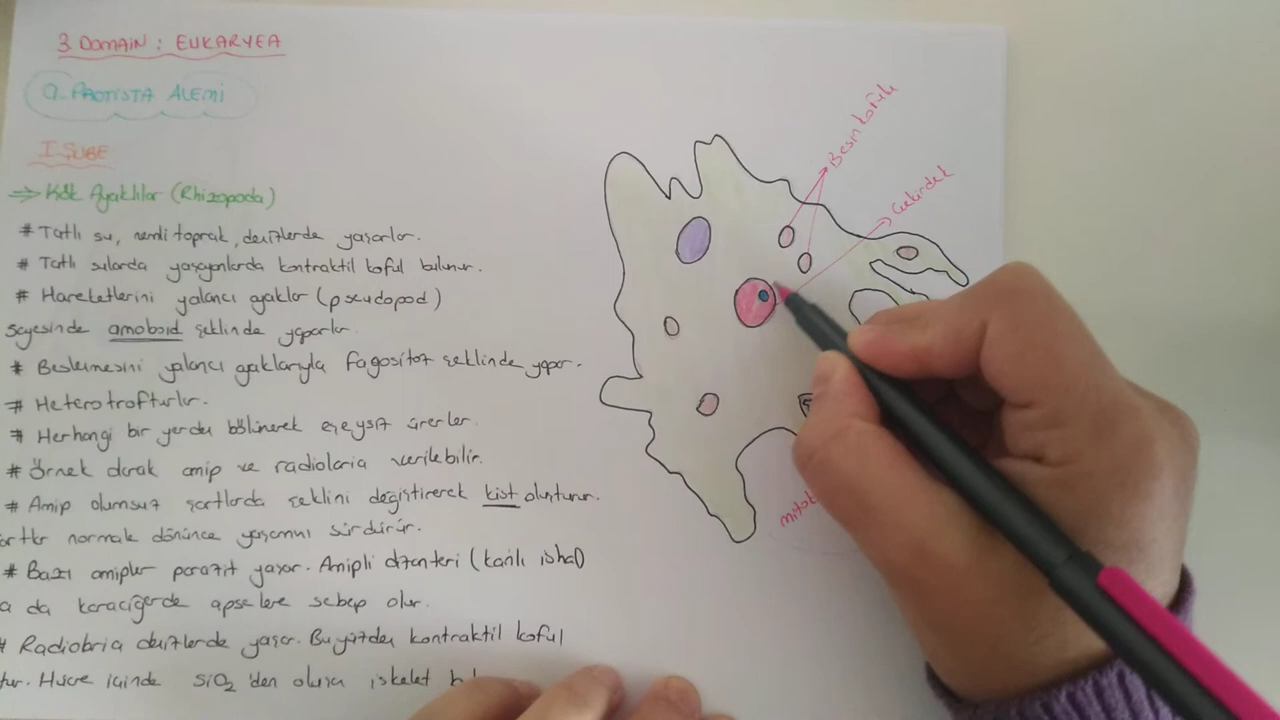 3. DOMAIN : EUKARYEA
a. PROTISTA ALEMİ
I. ŞUBE
⇒ Kök Ayaklılar (Rhizopoda)
# Tatlı su, nemli toprak, denizlerde yaşarlar.
# Tatlı sularda yaşayanlarda kontraktil koful bulunur.
# Hareketlerini yalancı ayaklar (pseudopod)
sayesinde amoboid şeklinde yaparlar.
# Beslenmesini yalancı ayaklarıyla fagositoz şeklinde yapar.
# Heterotrofturlar.
# Herhangi bir yerden bölünerek eşeysiz ürerler.
# Örnek olarak amip ve radiolaria verilebilir.
# Amip olumsuz şartlarda şeklini değiştirerek kist oluşturur.
artlar normale dönünce yaşamını sürdürür.
# Bazı amipler parazit yaşar. Amipli dizanteri (kanlı ishal)
a da karaciğerde apselere sebep olur.
# Radiolaria denizlerde yaşar. Bu yüzden kontraktil koful
tur. Hücre içinde SiO2'den oluşan iskelet
Besin kofulu
Çekirdek
mitok